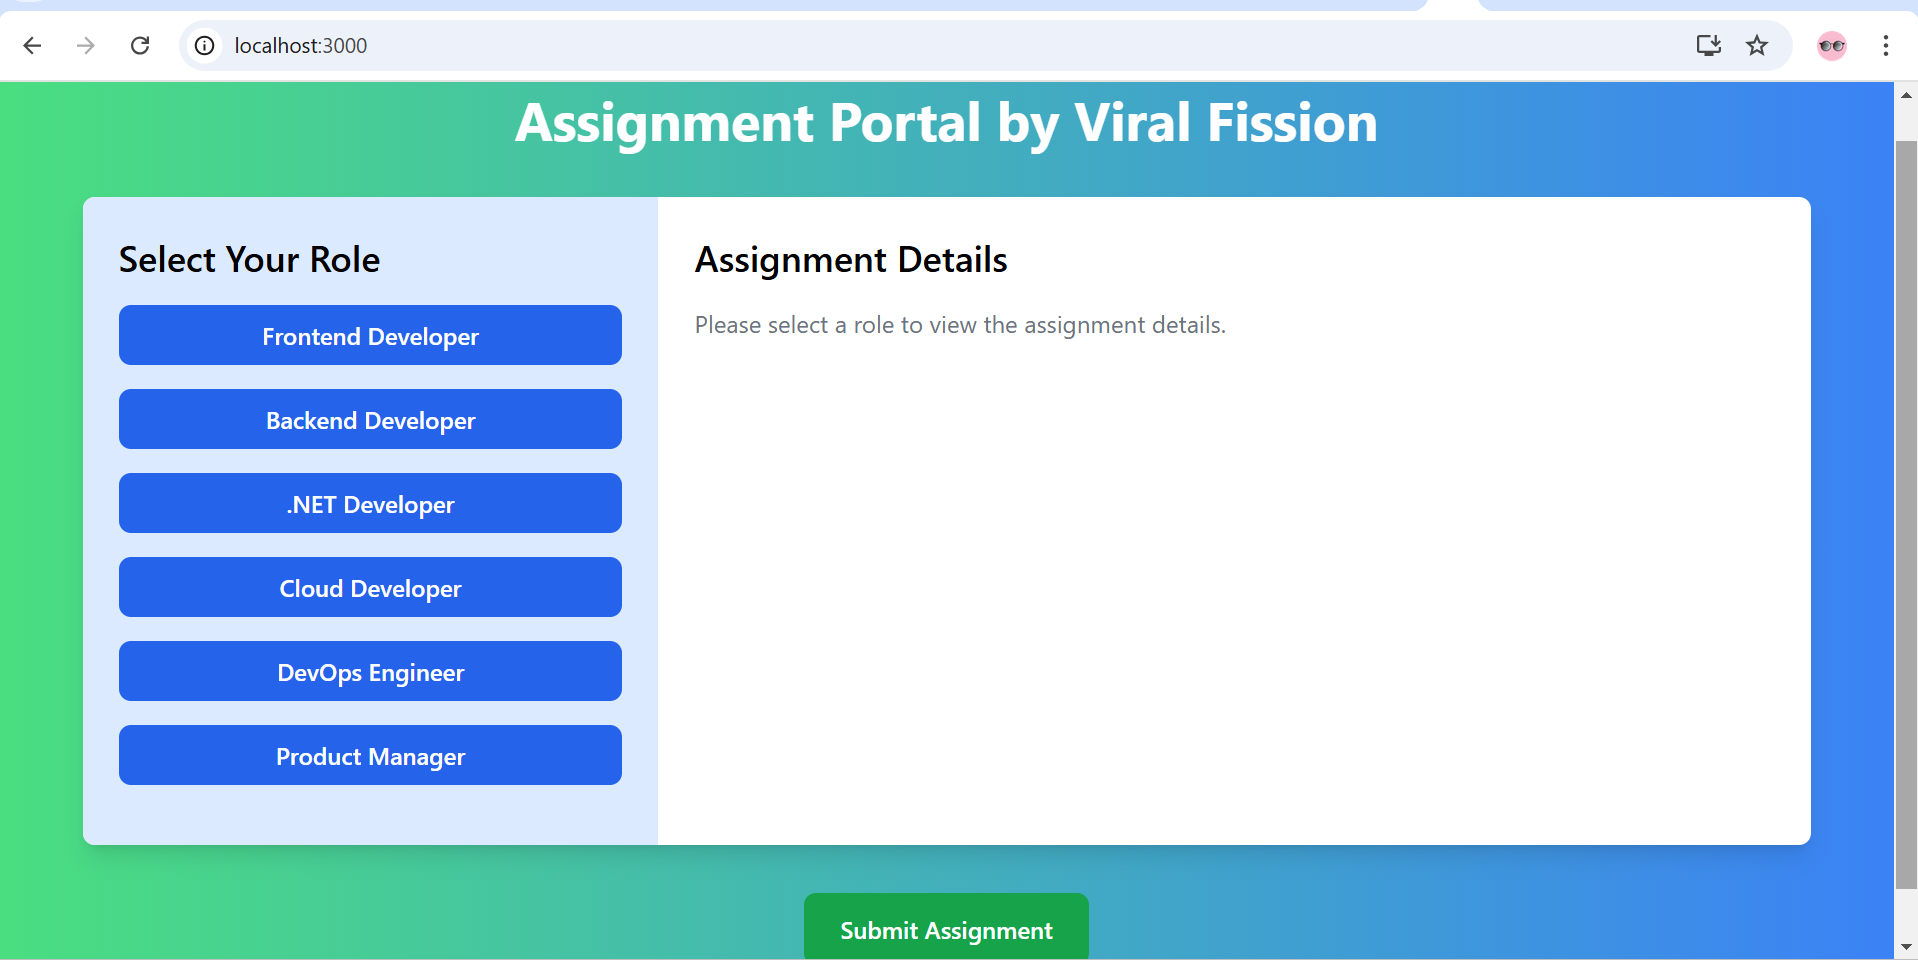 localhost:3000
Assignment Portal by Viral Fission
Select Your Role
Frontend Developer
Backend Developer
.NET Developer
Cloud Developer
DevOps Engineer
Product Manager
Assignment Details
Please select a role to view the assignment details.
Submit Assignment